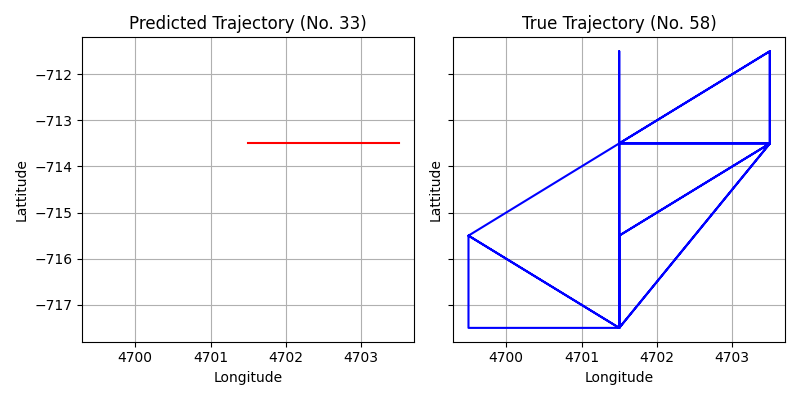 Predicted Trajectory (No. 33)
True Trajectory (No. 58)
−712
−713
−714
−715
−716
−717
Lattitude
Lattitude
4700
4701
4702
4703
4700
4701
4702
4703
Longitude
Longitude